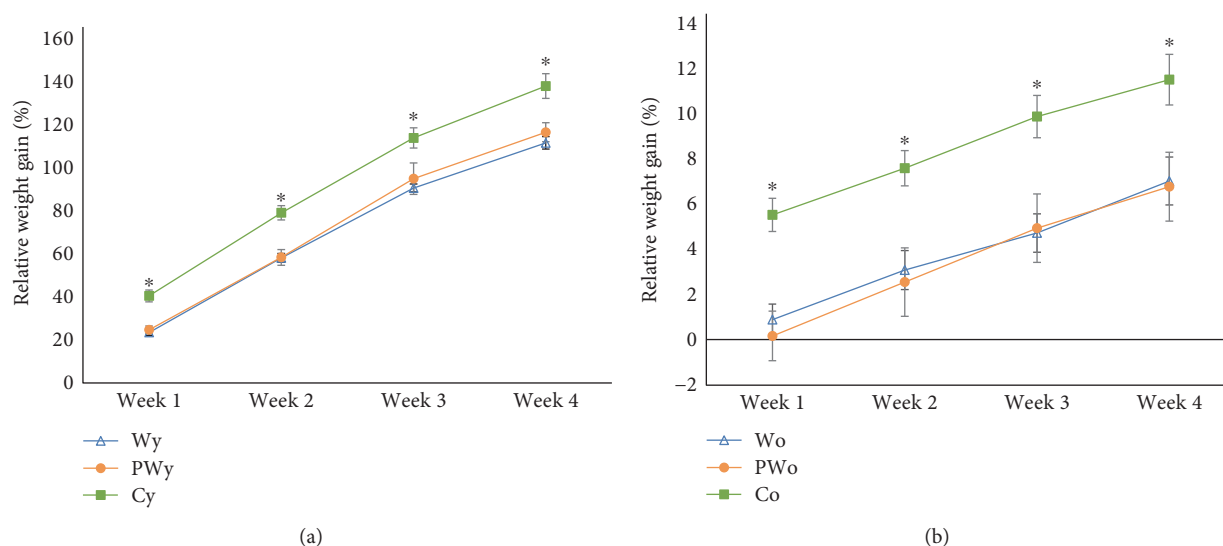 Relative weight gain (%)
160
140
120
100
80
60
40
20
0
*
*
*
*
Week 1 Week 2 Week 3 Week 4
Wy
PWy
Cy
(a)
Relative weight gain (%)
14
12
10
8
6
4
2
0
−2
*
*
*
*
Week 1 Week 2 Week 3 Week 4
Wo
PWo
Co
(b)